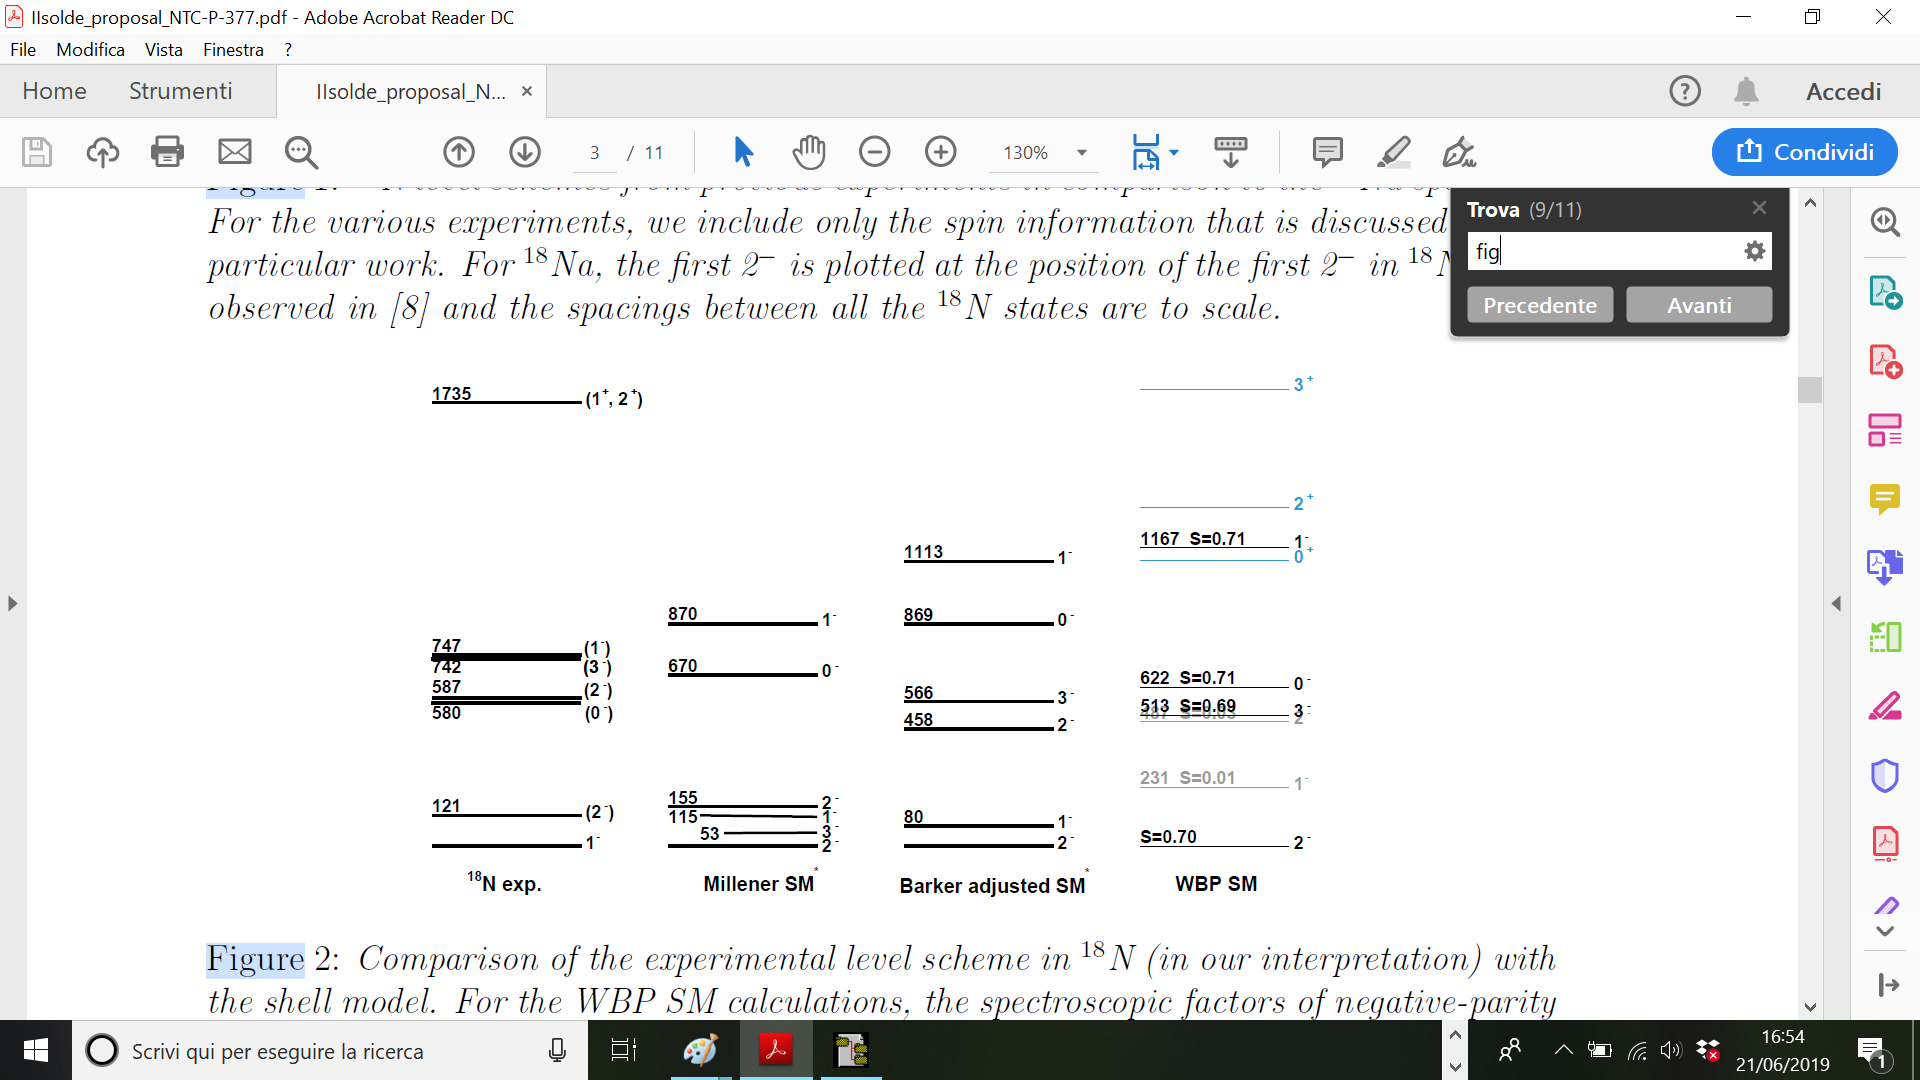 IIsolde_proposal_NTC-P-377.pdf - Adobe Acrobat Reader DC
File Modifica Vista Finestra ?
Home Strumenti IIsolde_proposal_N... × Accedi
3 / 11 130% Condividi
For the various experiments, we include only the spin information that is discussed
particular work. For ¹⁸Na, the first 2⁻ is plotted at the position of the first 2⁻ in ¹⁸N
observed in [8] and the spacings between all the ¹⁸N states are to scale.
Trova (9/11)
fig
Precedente Avanti
1735 (1⁺, 2⁺)
747 (1⁻)
742 (3⁻)
587 (2⁻)
580 (0⁻)
121 (2⁻)
1⁻
¹⁸N exp.
870 1⁻
670 0⁻
155 2⁻
115 1⁻
53 3⁻
2⁻
Millener SM*
1113 1⁻
869 0⁻
566 3⁻
458 2⁻
80 1⁻
2⁻
Barker adjusted SM*
3⁺
2⁺
1167 S=0.71 1⁻
0⁺
622 S=0.71 0⁻
513 S=0.69 3⁻
2⁻
231 S=0.01 1⁻
S=0.70 2⁻
WBP SM
Figure 2: Comparison of the experimental level scheme in ¹⁸N (in our interpretation) with
the shell model. For the WBP SM calculations, the spectroscopic factors of negative-parity
Scrivi qui per eseguire la ricerca
16:54
21/06/2019
1